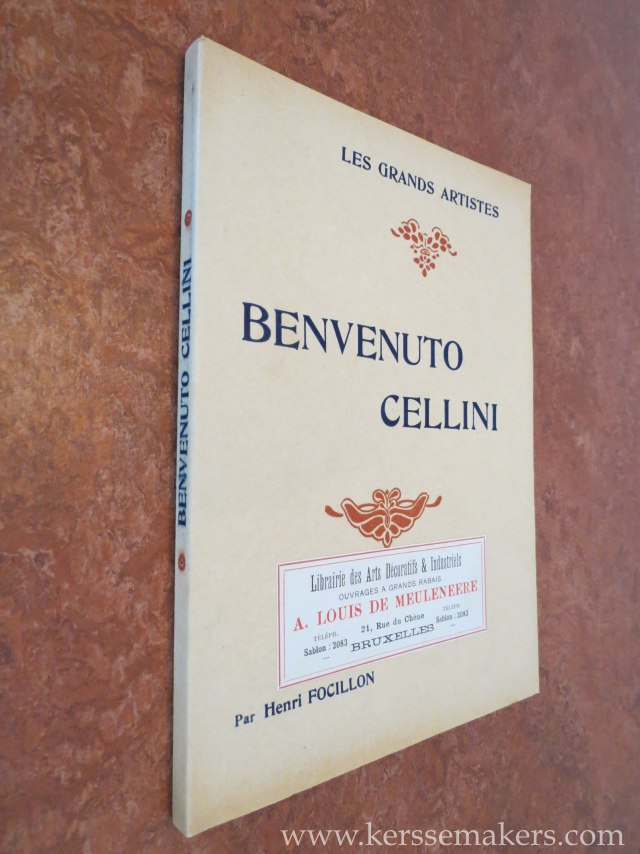 LES GRANDS ARTISTES
BENVENUTO
CELLINI
Librairie des Arts Décoratifs & Industriels
OUVRAGES A GRANDS RABAIS
A. LOUIS DE MEULENEERE
TÉLÉPH. 21, Rue du Chêne TÉLÉPH.
Sablon : 2083 BRUXELLES Sablon : 2083
Par Henri FOCILLON
BENVENUTO CELLINI
www.kerssemakers.com